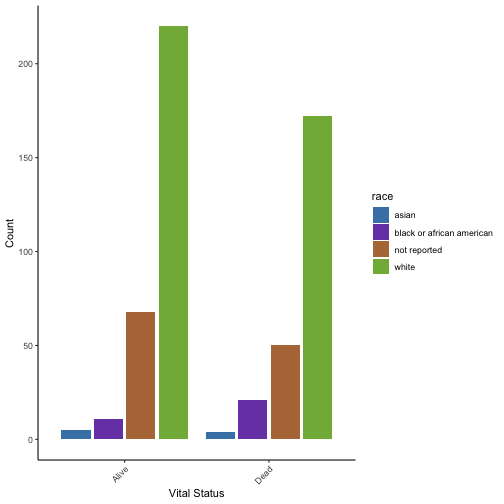 Count
200
150
100
50
0
Alive
Dead
Vital Status
race
asian
black or african american
not reported
white